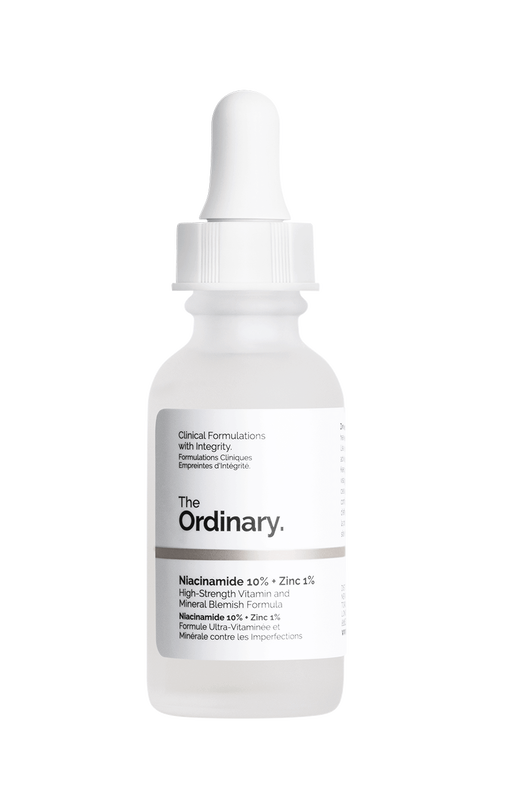 Clinical Formulations
with Integrity.
Formulations Cliniques
Empreintes d'Intégrité.
The
Ordinary.
Niacinamide 10% + Zinc 1%
High-Strength Vitamin and
Mineral Blemish Formula
Niacinamide 10% + Zinc 1%
Formule Ultra-Vitaminée et
Minérale contre les Imperfections